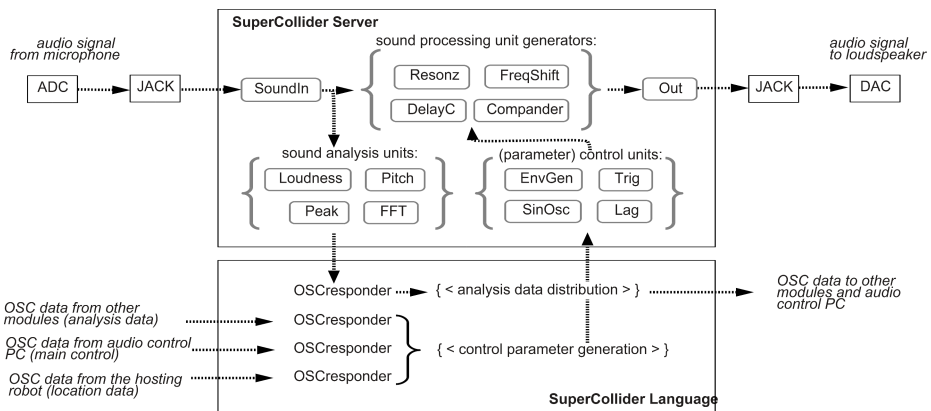 SuperCollider Server
sound processing unit generators:
audio signal
from microphone
audio signal
to loudspeaker
ADC
JACK
SoundIn
Resonz
FreqShift
DelayC
Compander
Out
JACK
DAC
sound analysis units:
(parameter) control units:
Loudness
Pitch
Peak
FFT
EnvGen
Trig
SinOsc
Lag
OSCresponder
{ < analysis data distribution > }
OSC data to other
modules and audio
control PC
OSC data from other
modules (analysis data)
OSCresponder
OSC data from audio control
PC (main control)
OSCresponder
{ < control parameter generation > }
OSC data from the hosting
robot (location data)
OSCresponder
SuperCollider Language